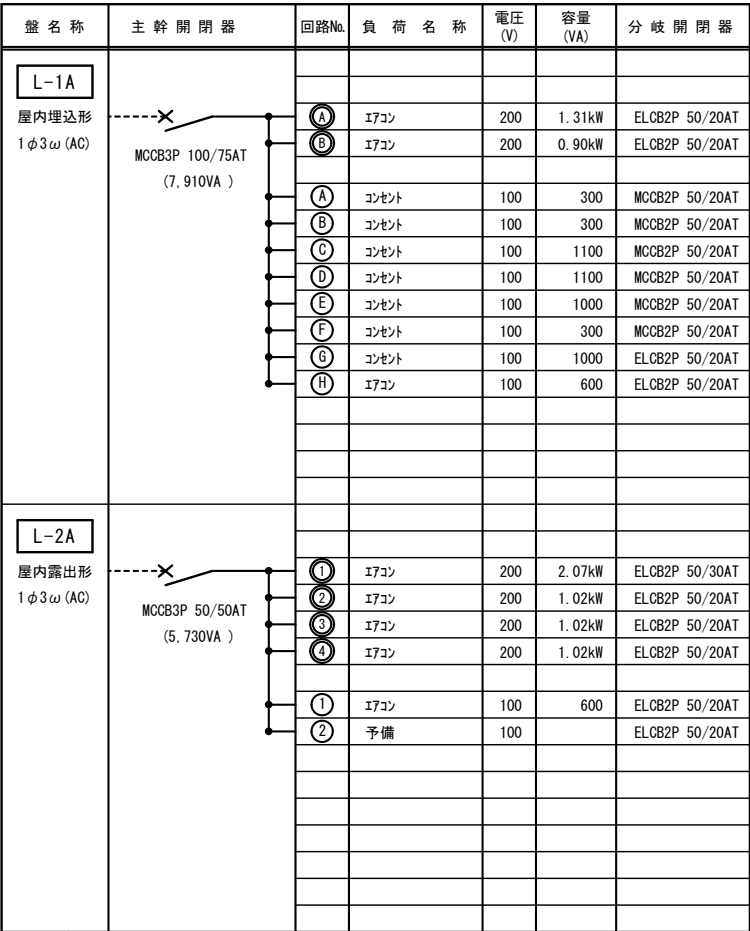 盤名称 主幹開閉器 回路No. 負荷名称 電圧(V) 容量(VA) 分岐開閉器
L-1A
屋内埋込形 Ⓐ ｴｱｺﾝ 200 1.31kW ELCB2P 50/20AT
1φ3ω(AC) Ⓑ ｴｱｺﾝ 200 0.90kW ELCB2P 50/20AT
MCCB3P 100/75AT
(7,910VA )
Ⓐ ｺﾝｾﾝﾄ 100 300 MCCB2P 50/20AT
Ⓑ ｺﾝｾﾝﾄ 100 300 MCCB2P 50/20AT
Ⓒ ｺﾝｾﾝﾄ 100 1100 MCCB2P 50/20AT
Ⓓ ｺﾝｾﾝﾄ 100 1100 MCCB2P 50/20AT
Ⓔ ｺﾝｾﾝﾄ 100 1000 MCCB2P 50/20AT
Ⓕ ｺﾝｾﾝﾄ 100 300 MCCB2P 50/20AT
Ⓖ ｺﾝｾﾝﾄ 100 1000 ELCB2P 50/20AT
Ⓗ ｴｱｺﾝ 100 600 ELCB2P 50/20AT
L-2A
屋内露出形 ① ｴｱｺﾝ 200 2.07kW ELCB2P 50/30AT
1φ3ω(AC) ② ｴｱｺﾝ 200 1.02kW ELCB2P 50/20AT
MCCB3P 50/50AT ③ ｴｱｺﾝ 200 1.02kW ELCB2P 50/20AT
(5,730VA ) ④ ｴｱｺﾝ 200 1.02kW ELCB2P 50/20AT
① ｴｱｺﾝ 100 600 ELCB2P 50/20AT
② 予備 100 ELCB2P 50/20AT